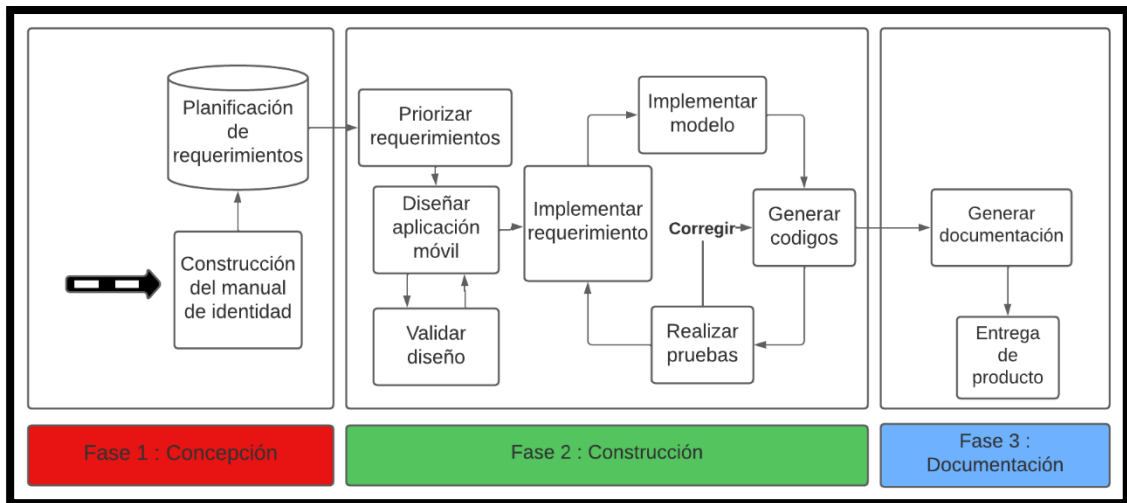 Planificación
de
requerimientos
Construcción
del manual
de identidad
Priorizar
requerimientos
Diseñar
aplicación
móvil
Validar
diseño
Implementar
requerimiento
Implementar
modelo
Corregir
Generar
codigos
Realizar
pruebas
Generar
documentación
Entrega
de
producto
Fase 1 : Concepción
Fase 2 : Construcción
Fase 3 :
Documentación